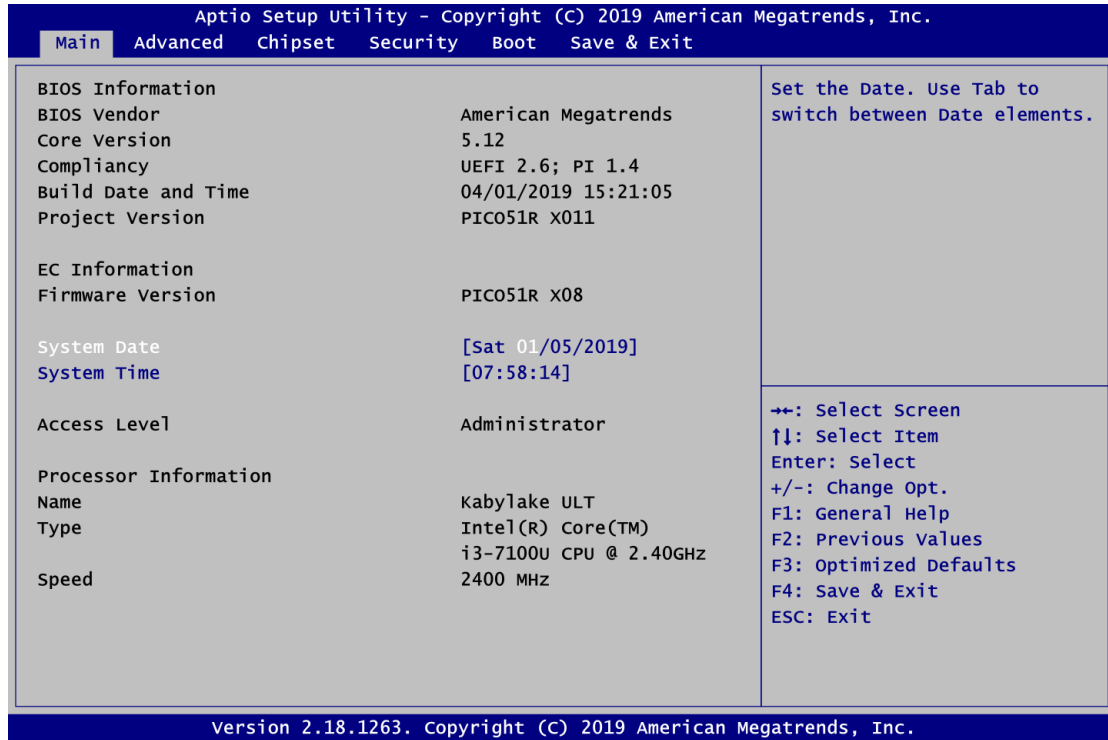 Aptio Setup Utility - Copyright (C) 2019 American Megatrends, Inc.
Main Advanced Chipset Security Boot Save & Exit
BIOS Information
BIOS Vendor American Megatrends
Core Version 5.12
Compliancy UEFI 2.6; PI 1.4
Build Date and Time 04/01/2019 15:21:05
Project Version PICO51R X011
EC Information
Firmware Version PICO51R X08
System Date [Sat 01/05/2019]
System Time [07:58:14]
Access Level Administrator
Processor Information
Name Kabylake ULT
Type Intel(R) Core(TM)
i3-7100U CPU @ 2.40GHz
Speed 2400 MHz
Set the Date. Use Tab to
switch between Date elements.
→←: Select Screen
↑↓: Select Item
Enter: Select
+/-: Change Opt.
F1: General Help
F2: Previous Values
F3: Optimized Defaults
F4: Save & Exit
ESC: Exit
Version 2.18.1263. Copyright (C) 2019 American Megatrends, Inc.